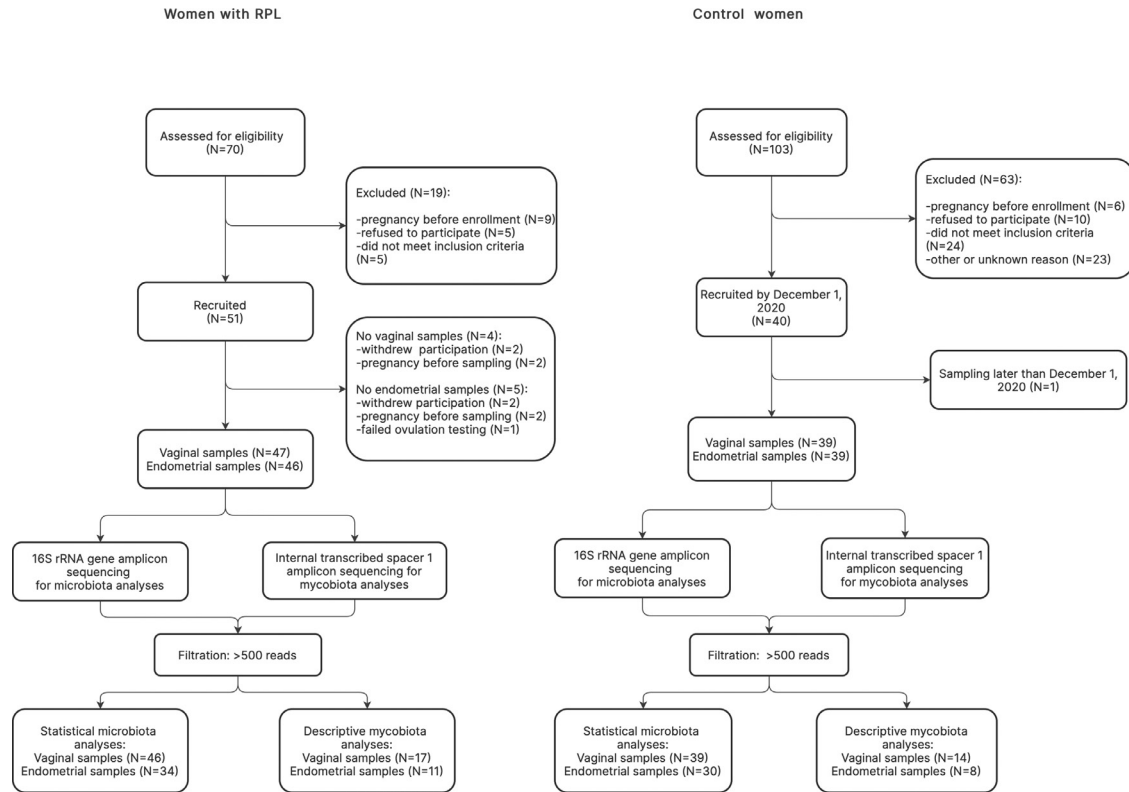 Women with RPL
Control women
Assessed for eligibility
(N=70)
Excluded (N=19):
-pregnancy before enrollment (N=9)
-refused to participate (N=5)
-did not meet inclusion criteria
(N=5)
Recruited
(N=51)
No vaginal samples (N=4):
-withdrew participation (N=2)
-pregnancy before sampling (N=2)
No endometrial samples (N=5):
-withdrew participation (N=2)
-pregnancy before sampling (N=2)
-failed ovulation testing (N=1)
Vaginal samples (N=47)
Endometrial samples (N=46)
16S rRNA gene amplicon
sequencing
for microbiota analyses
Internal transcribed spacer 1
amplicon sequencing for
mycobiota analyses
Filtration: >500 reads
Statistical microbiota
analyses:
Vaginal samples (N=46)
Endometrial samples (N=34)
Descriptive mycobiota
analyses:
Vaginal samples (N=17)
Endometrial samples (N=11)
Assessed for eligibility
(N=103)
Excluded (N=63):
-pregnancy before enrollment (N=6)
-refused to participate (N=10)
-did not meet inclusion criteria
(N=24)
-other or unknown reason (N=23)
Recruited by December 1,
2020
(N=40)
Sampling later than December 1,
2020 (N=1)
Vaginal samples (N=39)
Endometrial samples (N=39)
16S rRNA gene amplicon
sequencing
for microbiota analyses
Internal transcribed spacer 1
amplicon sequencing
for mycobiota analyses
Filtration: >500 reads
Statistical microbiota
analyses:
Vaginal samples (N=39)
Endometrial samples (N=30)
Descriptive mycobiota
analyses:
Vaginal samples (N=14)
Endometrial samples (N=8)